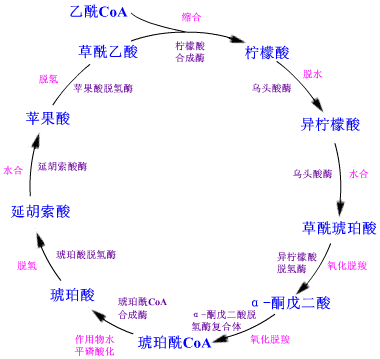 乙酰CoA
缩合
草酰乙酸
柠檬酸
合成酶
柠檬酸
脱氢
脱水
苹果酸脱氢酶
乌头酸酶
苹果酸
异柠檬酸
水合
延胡索酸酶
乌头酸酶
水合
延胡索酸
草酰琥珀酸
琥珀酸脱氢酶
异柠檬酸
脱氢酶
脱氢
氧化脱羧
琥珀酸
α-酮戊二酸
琥珀酰CoA
合成酶
α-酮戊二酸脱
氢酶复合体
作用物水
平磷酸化
琥珀酰CoA
氧化脱羧